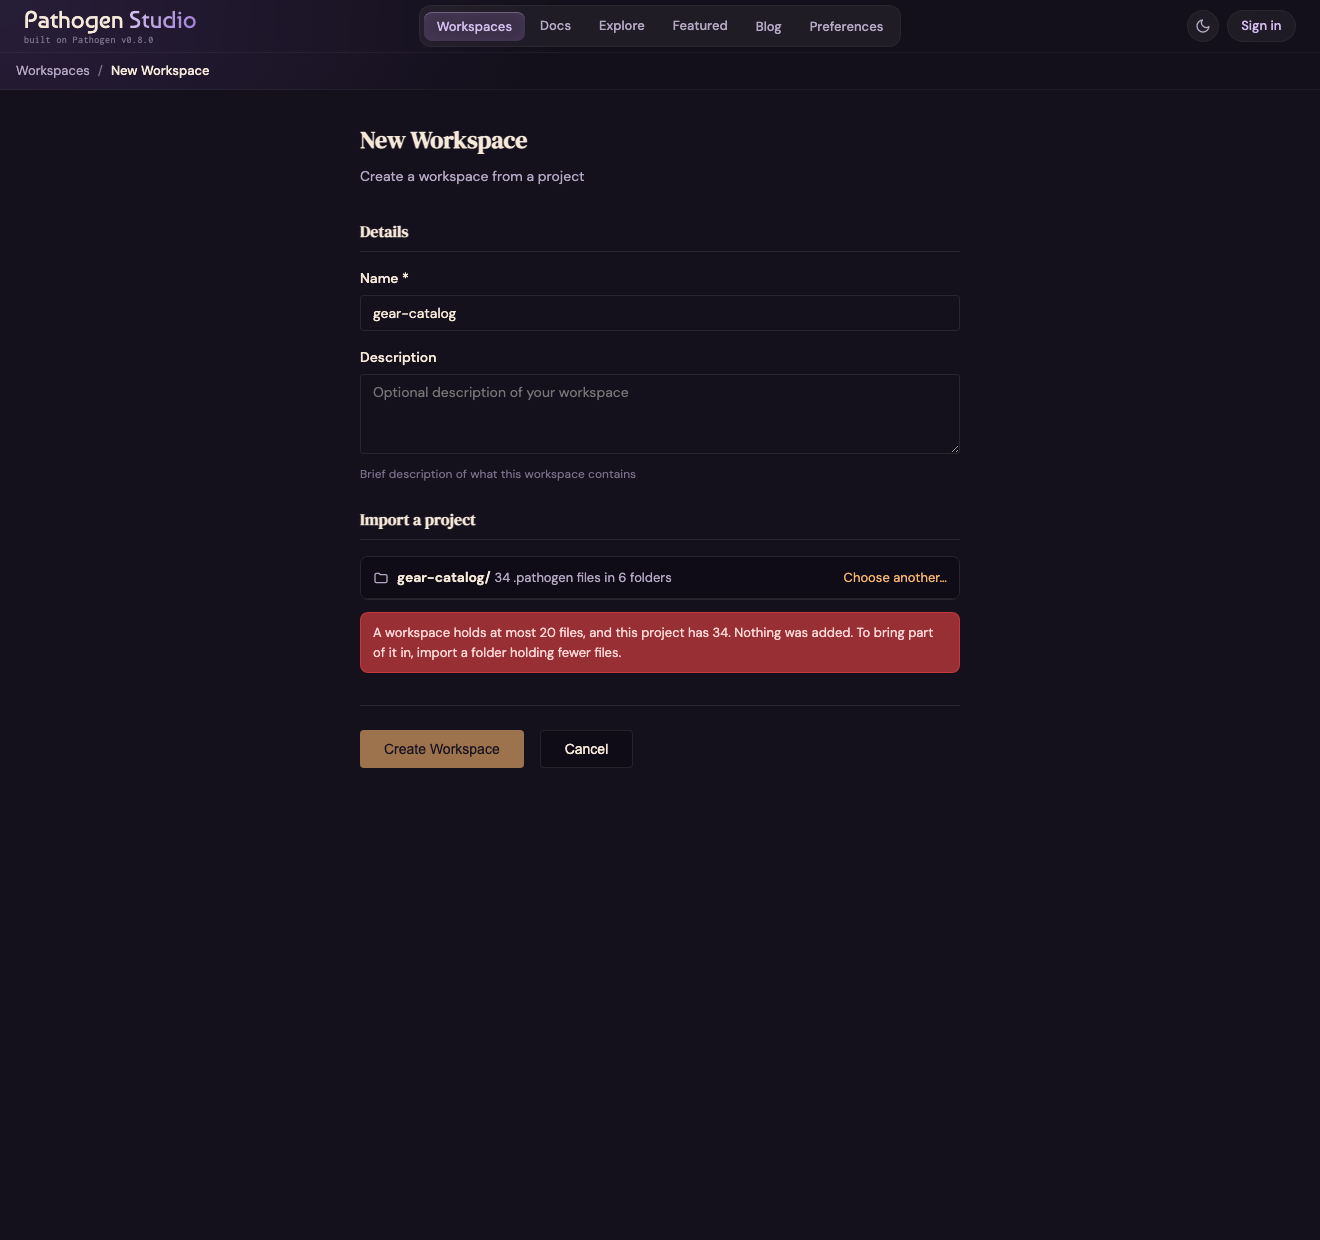 Pathogen Studio
built on Pathogen v0.8.0
Workspaces
Docs
Explore
Featured
Blog
Preferences
Sign in
Workspaces / New Workspace
New Workspace
Create a workspace from a project
Details
Name *
gear-catalog
Description
Optional description of your workspace
Brief description of what this workspace contains
Import a project
gear-catalog/ 34 .pathogen files in 6 folders
Choose another…
A workspace holds at most 20 files, and this project has 34. Nothing was added. To bring part
of it in, import a folder holding fewer files.
Create Workspace
Cancel